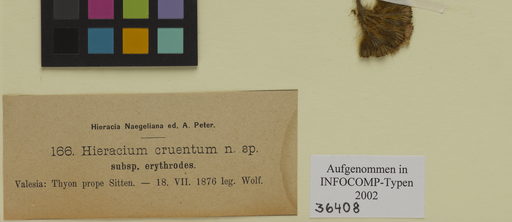 Hieracia Naegeliana ed. A. Peter.
166. Hieracium cruentum n. sp.
subsp. erythrodes.
Valesia: Thyon prope Sitten. — 18. VII. 1876 leg. Wolf.
Aufgenommen in
INFOCOMP-Typen
2002
36408